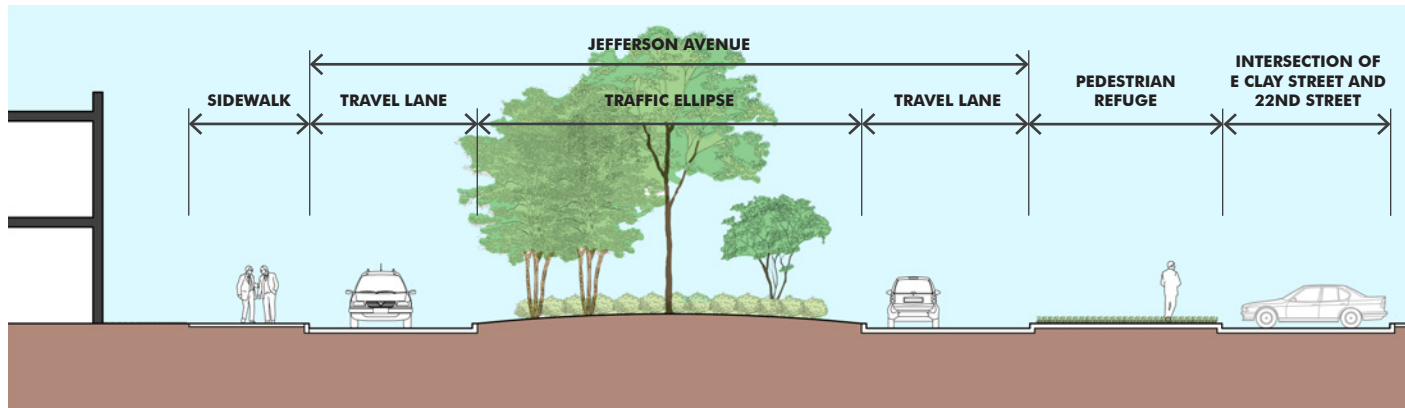 JEFFERSON AVENUE
SIDEWALK
TRAVEL LANE
TRAFFIC ELLIPSE
TRAVEL LANE
PEDESTRIAN
REFUGE
INTERSECTION OF
E CLAY STREET AND
22ND STREET